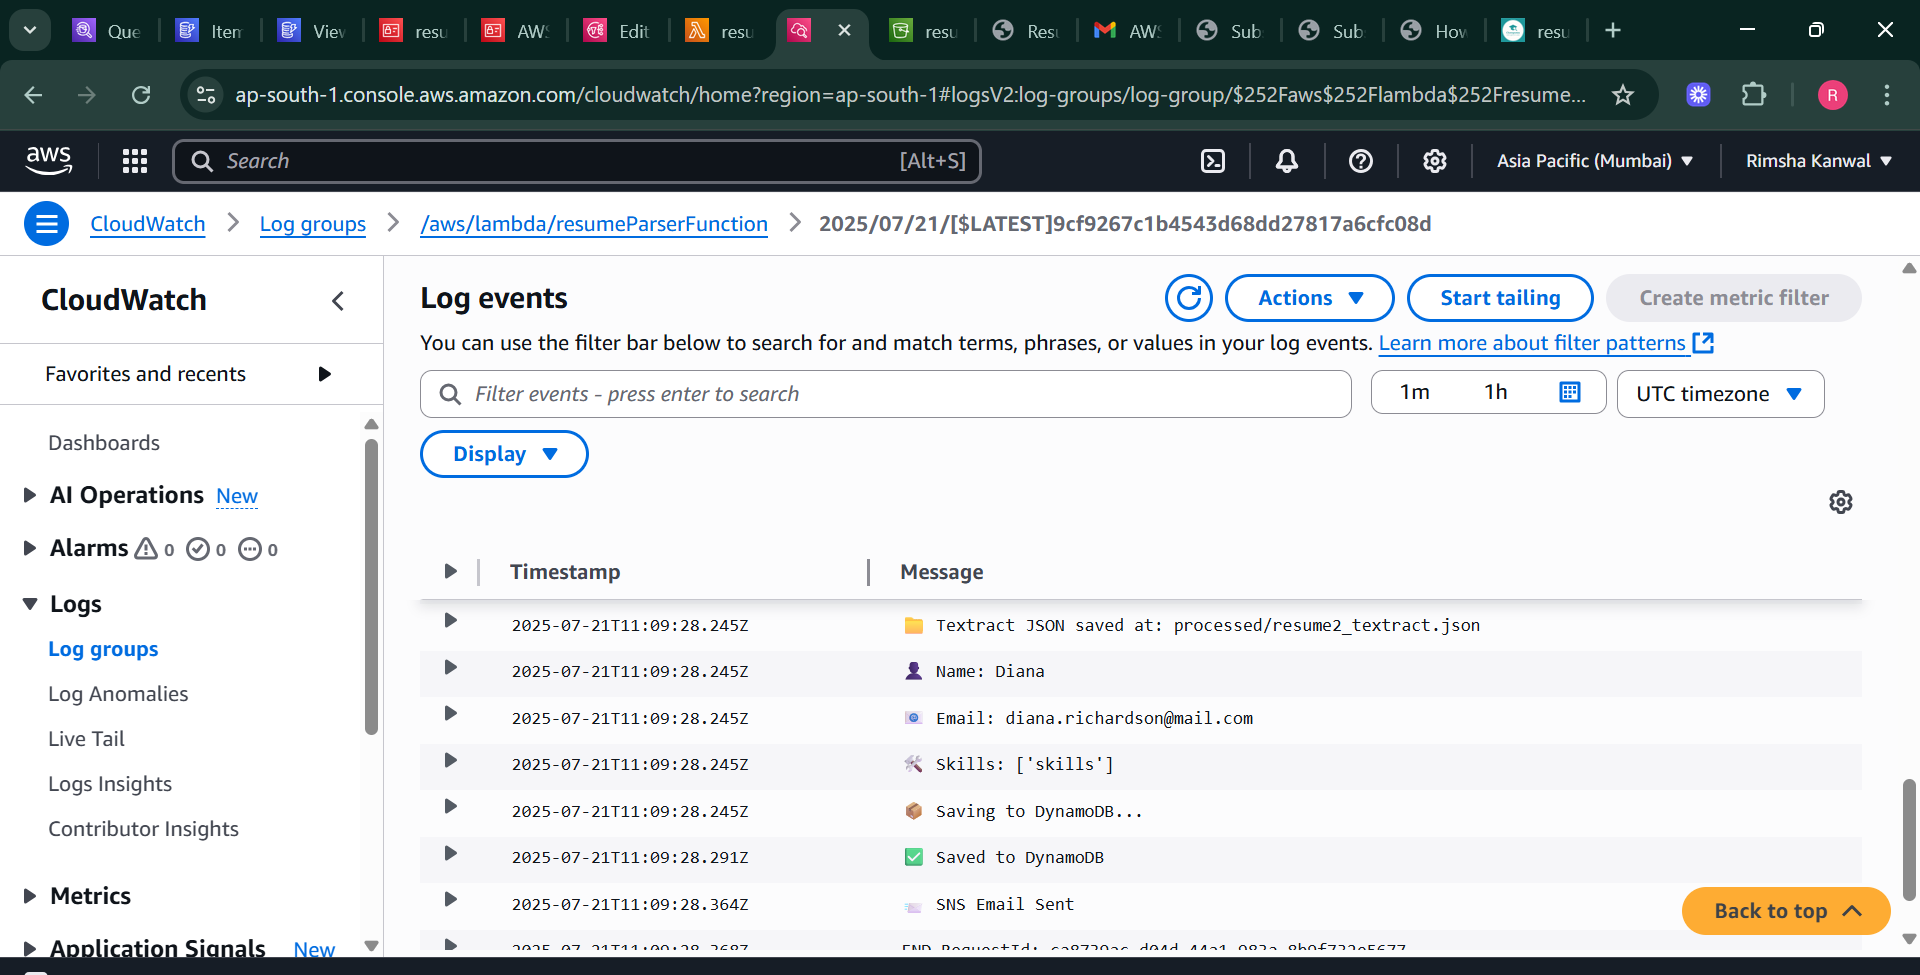 Que
Item
View
resu
AWS
Edit
resu
resu
Resu
AWS
Sub
Sub
How
resu
ap-south-1.console.aws.amazon.com/cloudwatch/home?region=ap-south-1#logsV2:log-groups/log-group/$252Faws$252Flambda$252Fresume...
R
aws
Search
[Alt+S]
Asia Pacific (Mumbai)
Rimsha Kanwal
CloudWatch
Log groups
/aws/lambda/resumeParserFunction
2025/07/21/[$LATEST]9cf9267c1b4543d68dd27817a6cfc08d
CloudWatch
Favorites and recents
Dashboards
AI Operations New
Alarms 0 0 0
Logs
Log groups
Log Anomalies
Live Tail
Logs Insights
Contributor Insights
Metrics
Application Signals New
Log events
Actions
Start tailing
Create metric filter
You can use the filter bar below to search for and match terms, phrases, or values in your log events. Learn more about filter patterns
Filter events - press enter to search
1m 1h
UTC timezone
Display
Timestamp Message
2025-07-21T11:09:28.245Z 📁 Textract JSON saved at: processed/resume2_textract.json
2025-07-21T11:09:28.245Z 👤 Name: Diana
2025-07-21T11:09:28.245Z 📧 Email: diana.richardson@mail.com
2025-07-21T11:09:28.245Z 🛠 Skills: ['skills']
2025-07-21T11:09:28.245Z 📦 Saving to DynamoDB...
2025-07-21T11:09:28.291Z ✅ Saved to DynamoDB
2025-07-21T11:09:28.364Z 📨 SNS Email Sent
2025-07-21T11:09:28.368Z END RequestId:
Back to top